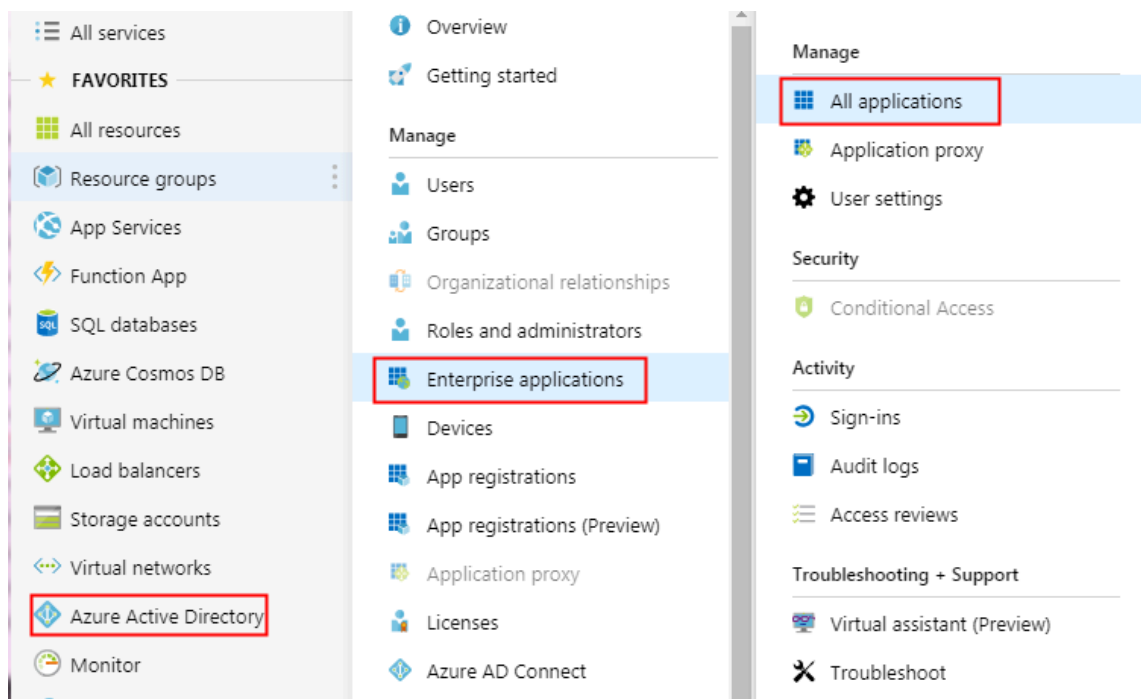 All services
FAVORITES
All resources
Resource groups
App Services
Function App
SQL databases
Azure Cosmos DB
Virtual machines
Load balancers
Storage accounts
Virtual networks
Azure Active Directory
Monitor
Overview
Getting started
Manage
Users
Groups
Organizational relationships
Roles and administrators
Enterprise applications
Devices
App registrations
App registrations (Preview)
Application proxy
Licenses
Azure AD Connect
Manage
All applications
Application proxy
User settings
Security
Conditional Access
Activity
Sign-ins
Audit logs
Access reviews
Troubleshooting + Support
Virtual assistant (Preview)
Troubleshoot